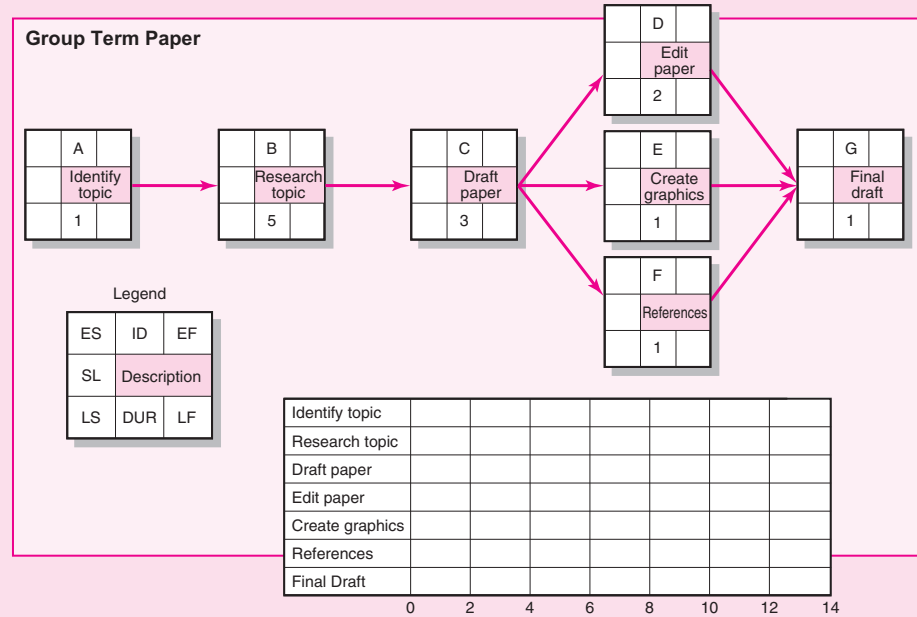 Group Term Paper
A
Identify
topic
1
B
Research
topic
5
C
Draft
paper
3
D
Edit
paper
2
E
Create
graphics
1
F
References
1
G
Final
draft
1
Legend
ES ID EF
SL Description
LS DUR LF
Identify topic
Research topic
Draft paper
Edit paper
Create graphics
References
Final Draft
0 2 4 6 8 10 12 14